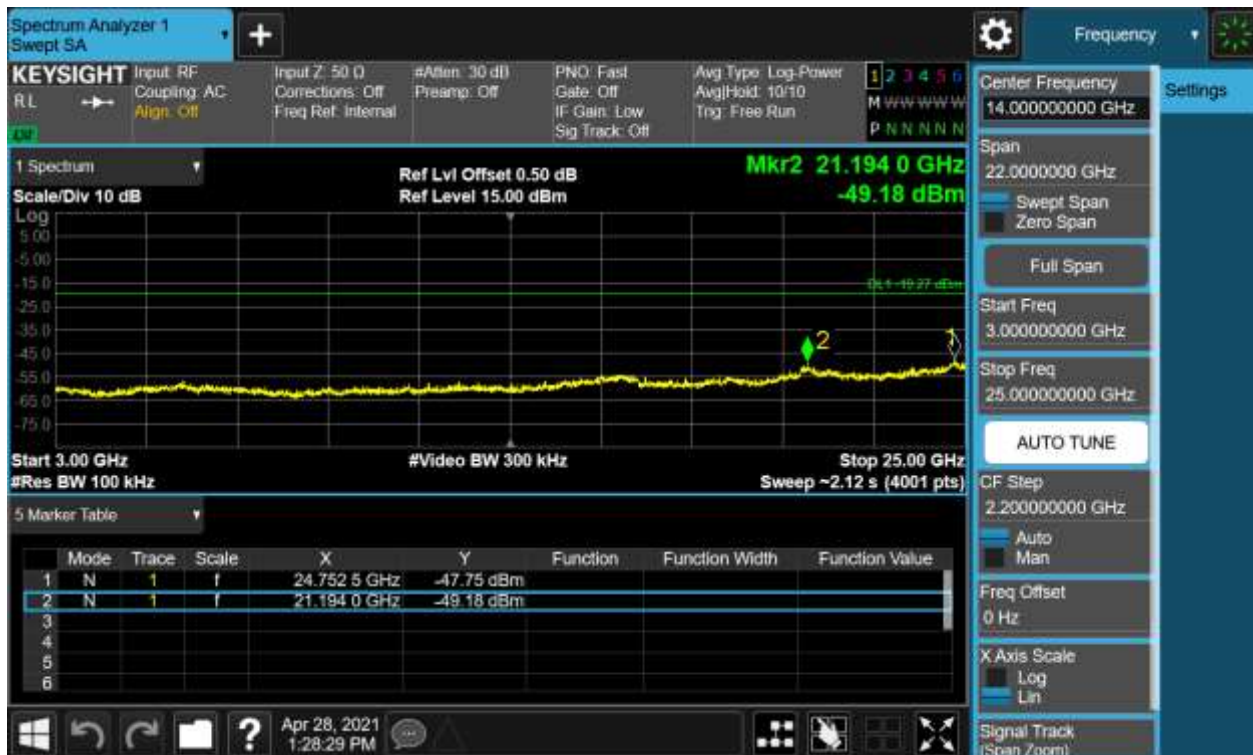 Spectrum Analyzer 1
Swept SA
+
Frequency
KEYSIGHT
RL
Input: RF
Coupling: AC
Align: Off
Input Z: 50 Ω
Corrections: Off
Freq Ref: Internal
#Atten: 30 dB
Preamp: Off
PNO: Fast
Gate: Off
IF Gain: Low
Sig Track: Off
Avg Type: Log-Power
Avg|Hold: 10/10
Trig: Free Run
1 2 3 4 5 6
M W W W W W
P N N N N N
1 Spectrum
Scale/Div 10 dB
Ref Lvl Offset 0.50 dB
Ref Level 15.00 dBm
Mkr2 21.194 0 GHz
-49.18 dBm
Log
5.00
-5.00
-15.0
-25.0
-35.0
-45.0
-55.0
-65.0
-75.0
DL1 -19.27 dBm
2
1
Start 3.00 GHz
#Video BW 300 kHz
Stop 25.00 GHz
#Res BW 100 kHz
Sweep ~2.12 s (4001 pts)
5 Marker Table
Mode Trace Scale X Y Function Function Width Function Value
1 N 1 f 24.752 5 GHz -47.75 dBm
2 N 1 f 21.194 0 GHz -49.18 dBm
3
4
5
6
Apr 28, 2021
1:28:29 PM
Center Frequency
14.000000000 GHz
Settings
Span
22.0000000 GHz
Swept Span
Zero Span
Full Span
Start Freq
3.000000000 GHz
Stop Freq
25.000000000 GHz
AUTO TUNE
CF Step
2.200000000 GHz
Auto
Man
Freq Offset
0 Hz
X Axis Scale
Log
Lin
Signal Track
(Span Zoom)